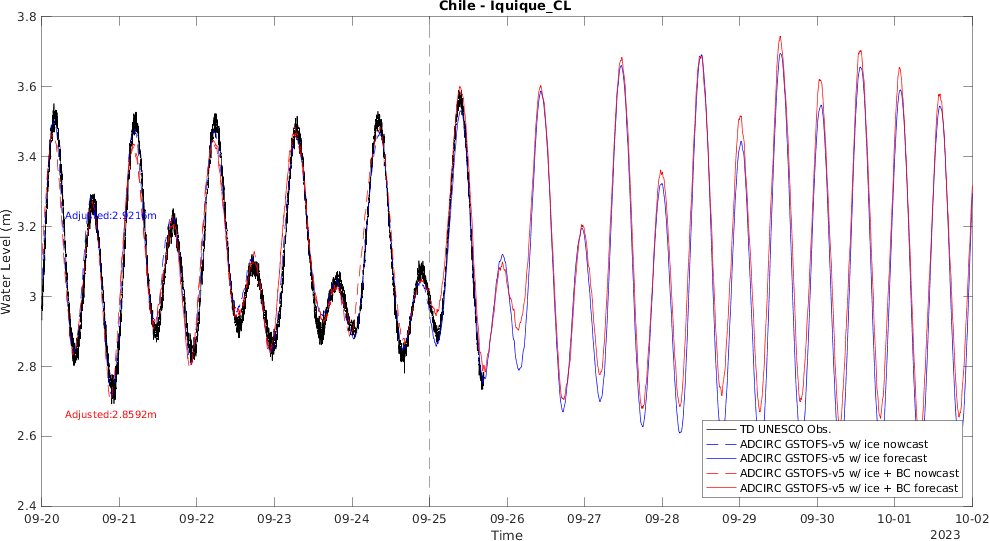 Chile - Iquique_CL
3.8
3.6
3.4
3.2
3
2.8
2.6
2.4
Water Level (m)
Adjusted:2.9216m
Adjusted:2.8592m
TD UNESCO Obs.
ADCIRC GSTOFS-v5 w/ ice nowcast
ADCIRC GSTOFS-v5 w/ ice forecast
ADCIRC GSTOFS-v5 w/ ice + BC nowcast
ADCIRC GSTOFS-v5 w/ ice + BC forecast
09-20 09-21 09-22 09-23 09-24 09-25 09-26 09-27 09-28 09-29 09-30 10-01 10-02
Time
2023